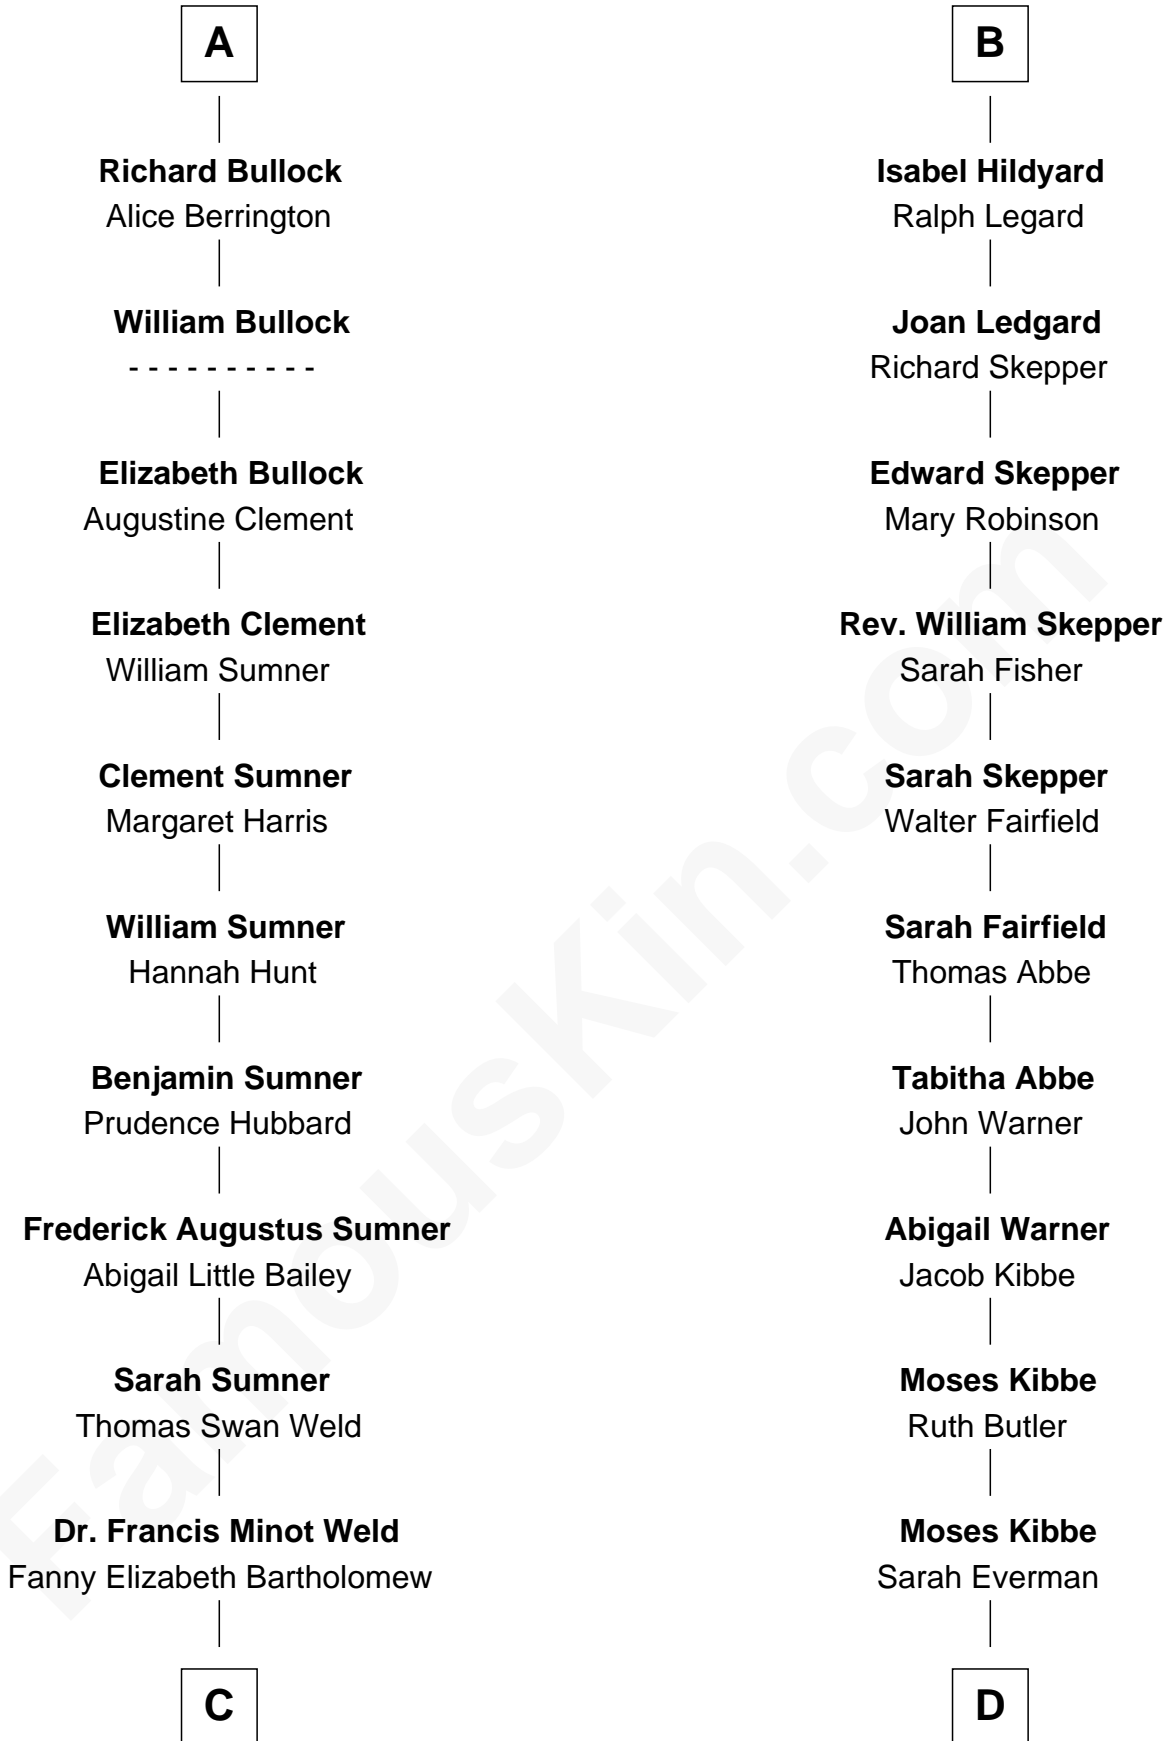 A
Richard Bullock
Alice Berrington
William Bullock
- - - - - - - - - -
Elizabeth Bullock
Augustine Clement
Elizabeth Clement
William Sumner
Clement Sumner
Margaret Harris
William Sumner
Hannah Hunt
Benjamin Sumner
Prudence Hubbard
Frederick Augustus Sumner
Abigail Little Bailey
Sarah Sumner
Thomas Swan Weld
Dr. Francis Minot Weld
Fanny Elizabeth Bartholomew
C
B
Isabel Hildyard
Ralph Legard
Joan Ledgard
Richard Skepper
Edward Skepper
Mary Robinson
Rev. William Skepper
Sarah Fisher
Sarah Skepper
Walter Fairfield
Sarah Fairfield
Thomas Abbe
Tabitha Abbe
John Warner
Abigail Warner
Jacob Kibbe
Moses Kibbe
Ruth Butler
Moses Kibbe
Sarah Everman
D
FamousKin.com